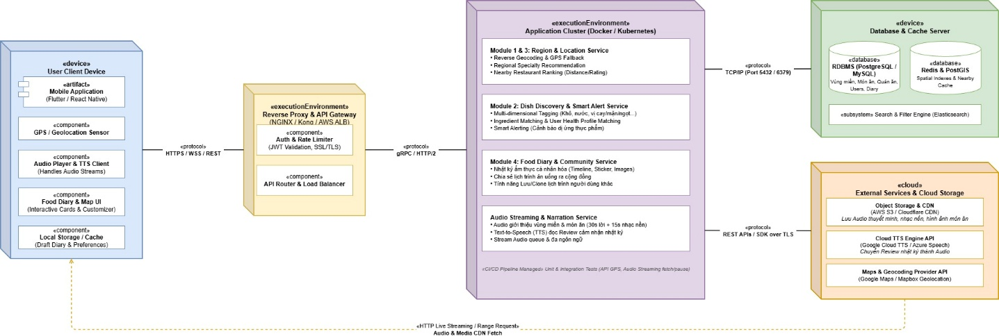 «device»
User Client Device
«artifact»
Mobile Application
(Flutter / React Native)
«component»
GPS / Geolocation Sensor
«component»
Audio Player & TTS Client
(Handles Audio Streams)
«component»
Food Diary & Map UI
(Interactive Cards & Customizer)
«component»
Local Storage / Cache
(Draft Diary & Preferences)
«protocol»
HTTPS / WSS / REST
«executionEnvironment»
Reverse Proxy & API Gateway
(NGINX / Kong / AWS ALB)
«component»
Auth & Rate Limiter
(JWT Validation, SSL/TLS)
«component»
API Router & Load Balancer
«protocol»
gRPC / HTTP/2
«executionEnvironment»
Application Cluster (Docker / Kubernetes)
Module 1 & 3: Region & Location Service
• Reverse Geocoding & GPS Fallback
• Regional Specialty Recommendation
• Nearby Restaurant Ranking (Distance/Rating)
Module 2: Dish Discovery & Smart Alert Service
• Multi-dimensional Tagging (Khô, nước, vị cay/mặn/ngọt...)
• Ingredient Matching & User Health Profile Matching
• Smart Alerting (Cảnh báo dị ứng thực phẩm)
Module 4: Food Diary & Community Service
• Nhật ký ẩm thực cá nhân hóa (Timeline, Sticker, Images)
• Chia sẻ lịch trình ăn uống ra cộng đồng
• Tính năng Lưu/Clone lịch trình người dùng khác
Audio Streaming & Narration Service
• Audio giới thiệu vùng miền & món ăn (30s lời + 15s nhạc nền)
• Text-to-Speech (TTS) đọc Review cảm nhận nhật ký
• Stream Audio queue & đa ngôn ngữ
«CI/CD Pipeline Managed» Unit & Integration Tests (API GPS, Audio Streaming fetch/pause)
«protocol»
TCP/IP (Port 5432 / 6379)
«device»
Database & Cache Server
«database»
RDBMS (PostgreSQL /
MySQL)
Vùng miền, Món ăn, Quán ăn,
Users, Diary
«database»
Redis & PostGIS
Spatial Indexes & Nearby
Cache
«subsystem» Search & Filter Engine (Elasticsearch)
«protocol»
REST APIs / SDK over TLS
«cloud»
External Services & Cloud Storage
Object Storage & CDN
(AWS S3 / Cloudflare CDN)
Lưu Audio thuyết minh, nhạc nền, hình ảnh món ăn
Cloud TTS Engine API
(Google Cloud TTS / Azure Speech)
Chuyển Review nhật ký thành Audio
Maps & Geocoding Provider API
(Google Maps / Mapbox Geolocation)
«HTTP Live Streaming / Range Request»
Audio & Media CDN Fetch